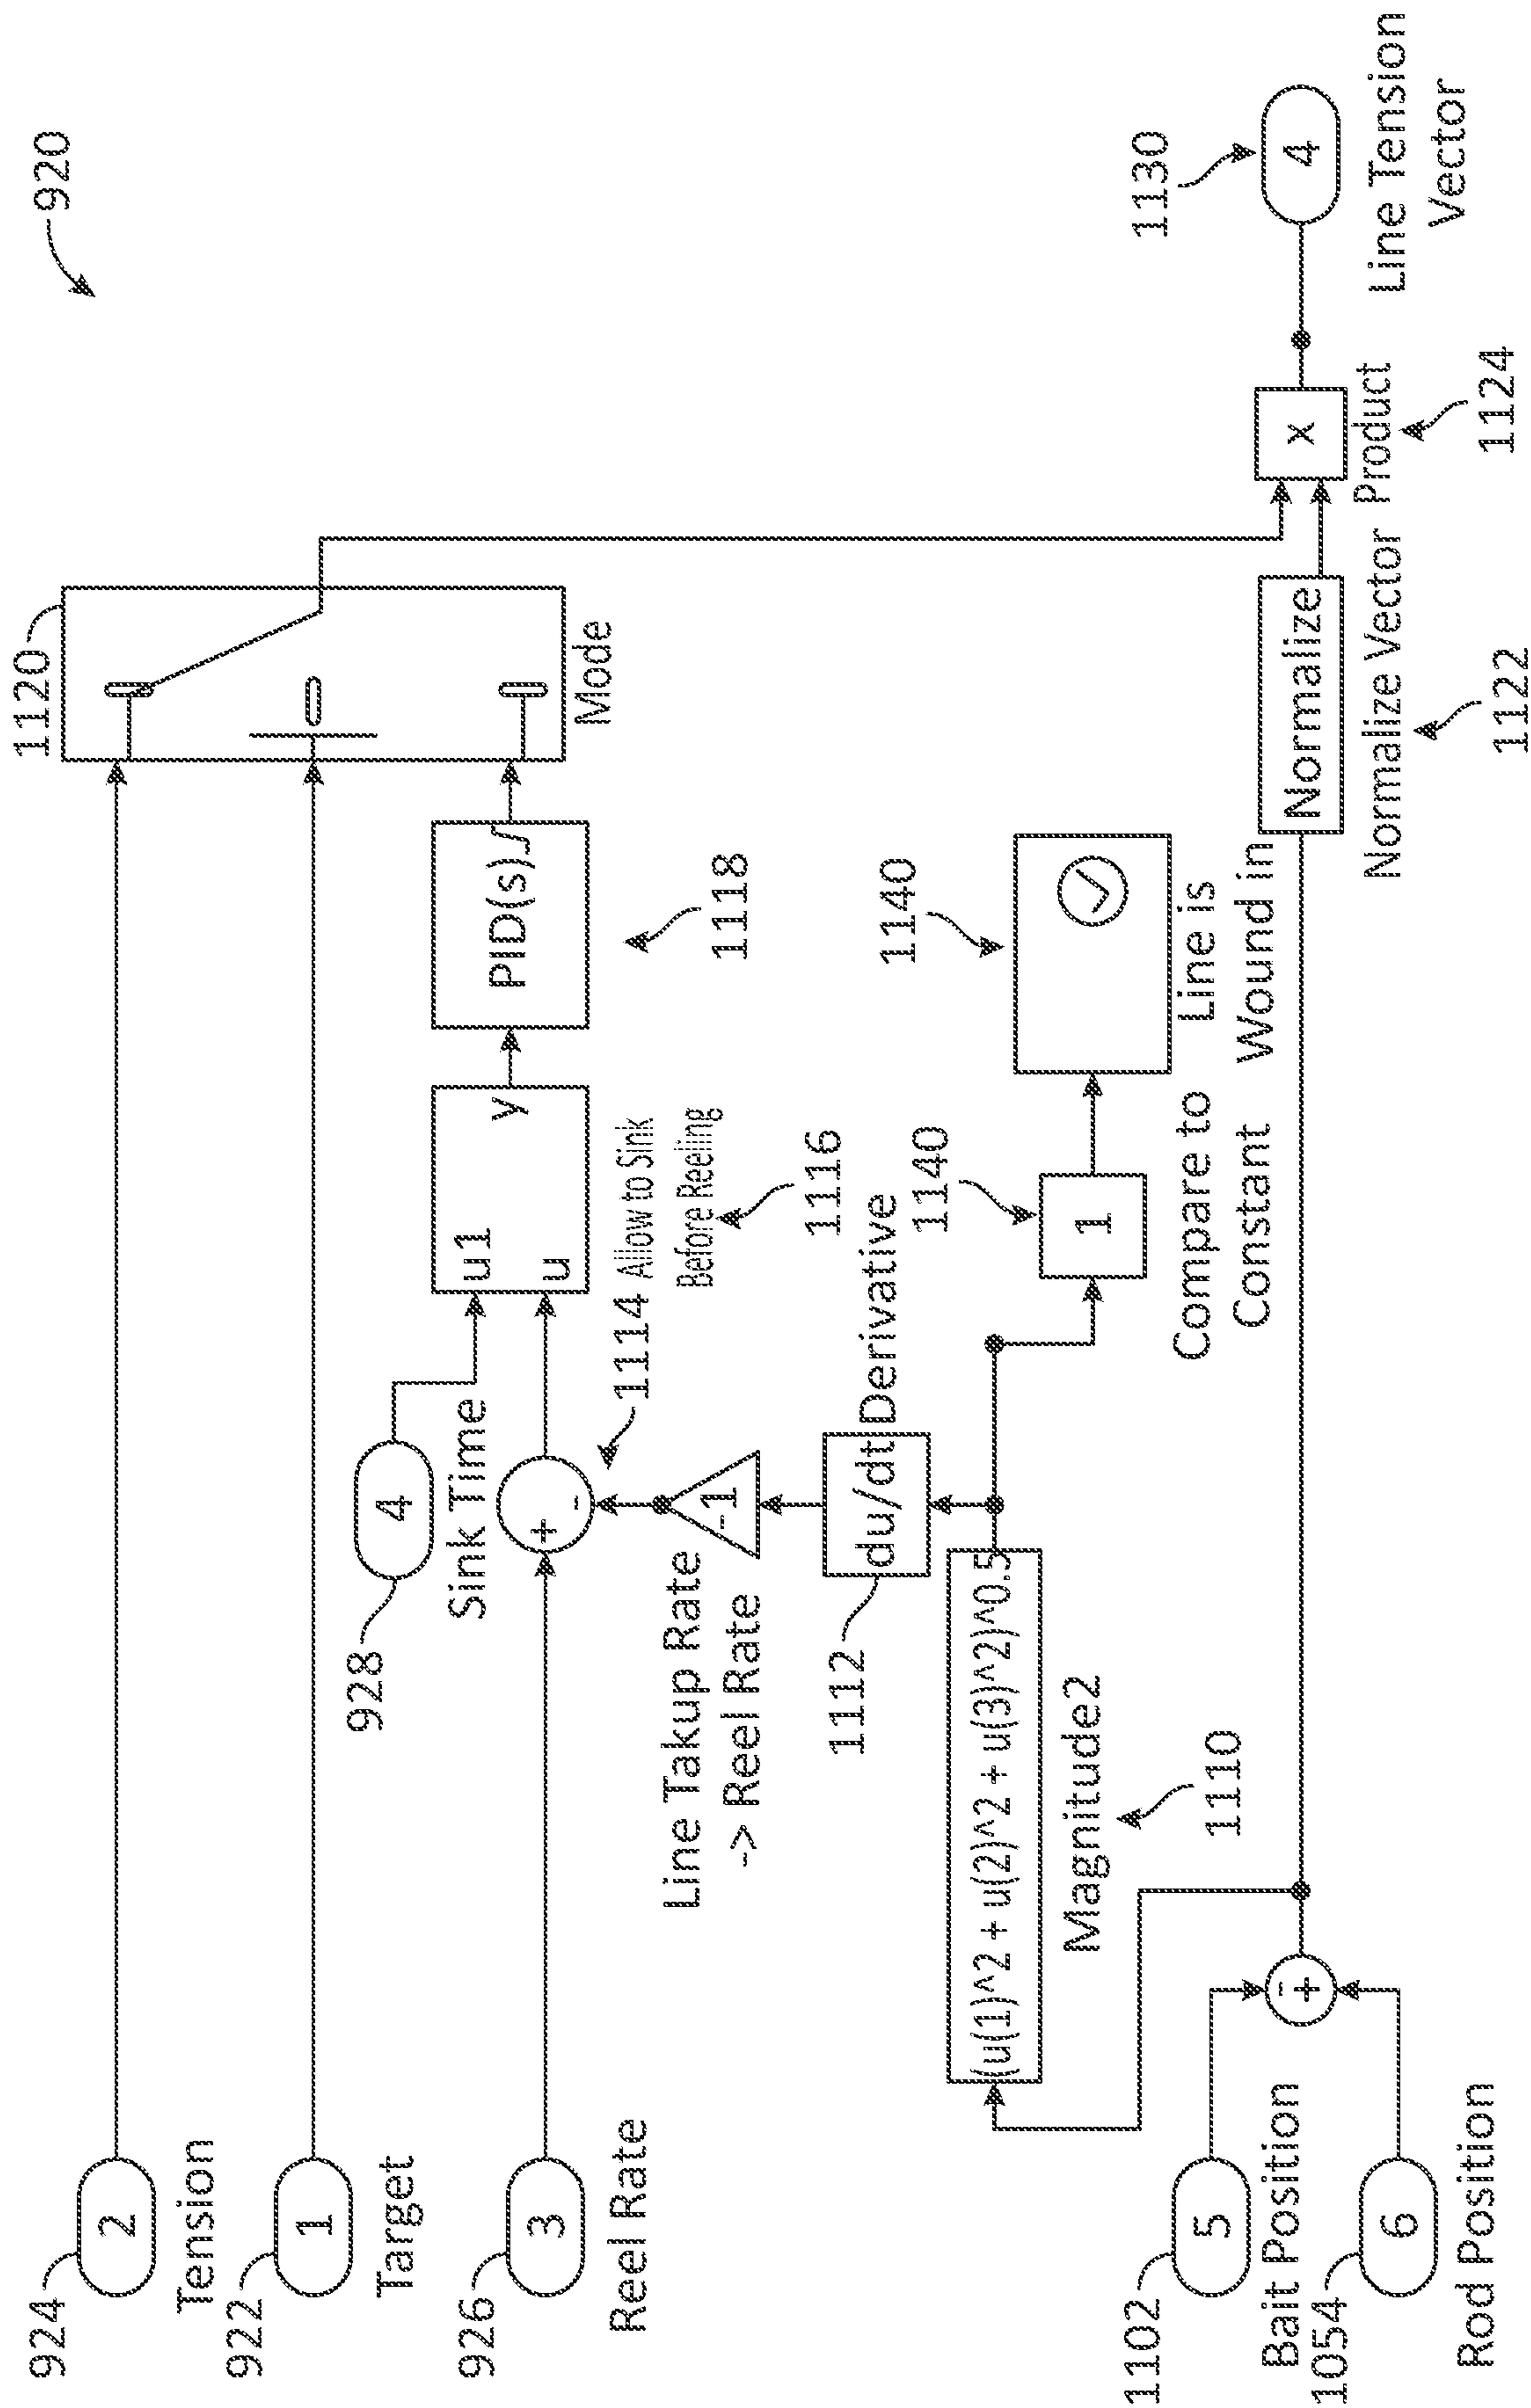 920
924
2
Tension
922
1
Target
926
3
Reel Rate
928
4
Sink Time
+
-
1114
u1
u
y
Allow to Sink
Before Reeling
1116
PID(s)
1118
1120
Mode
Line Takup Rate
-> Reel Rate
-1
1112
du/dt
Derivative
(u(1)^2 + u(2)^2 + u(3)^2)^0.5
Magnitude2
1110
1140
1
Compare to
Constant
1140
Line is
Wound in
1102
5
Bait Position
1054
6
Rod Position
-
+
Normalize
Normalize Vector
1122
x
Product
1124
1130
4
Line Tension
Vector